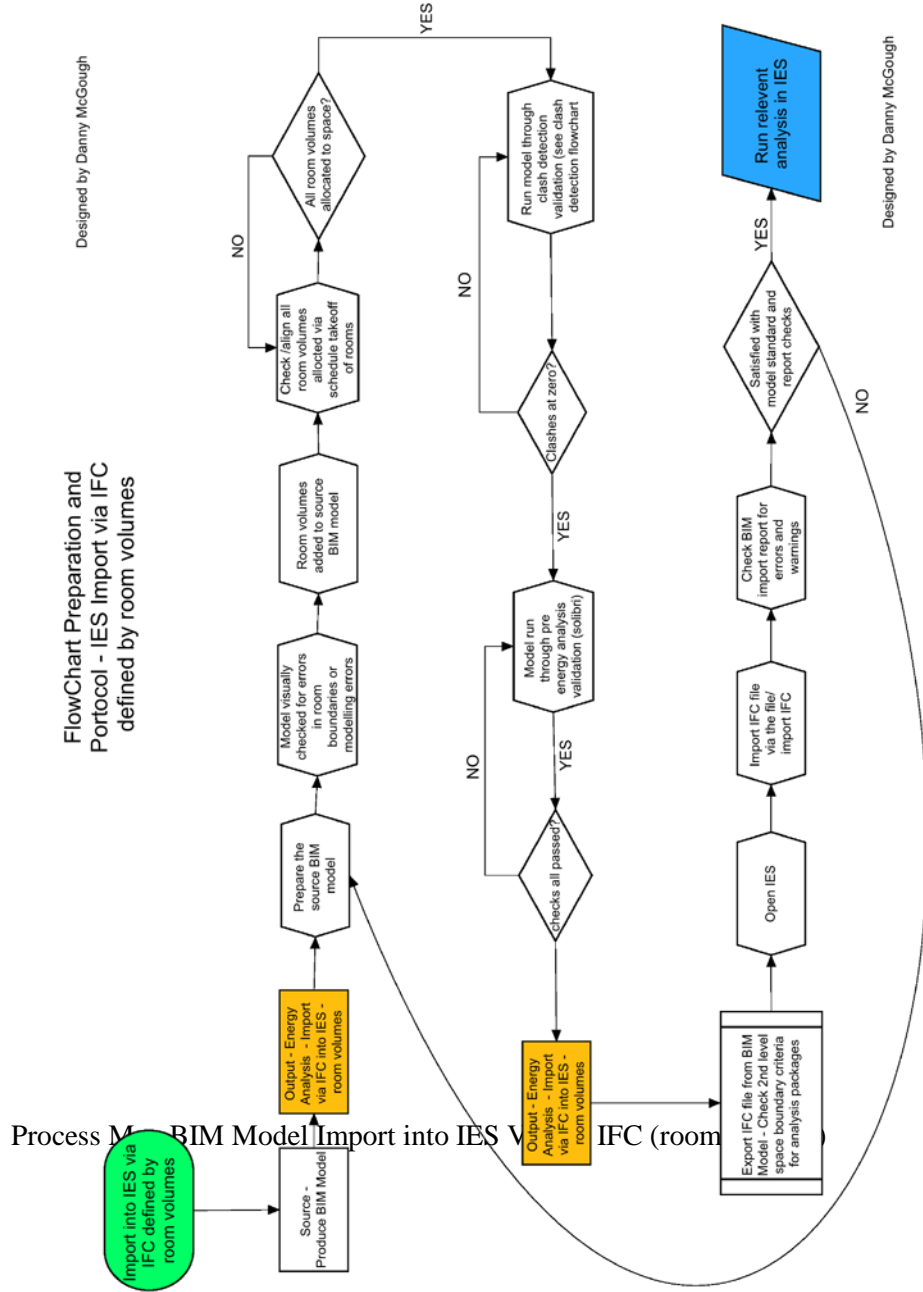 FlowChart Preparation and
Portocol - IES Import via IFC
defined by room volumes
Designed by Danny McGough
Import into IES via
IFC defined by
room volumes
Source -
Produce BIM Model
Output - Energy
Analysis - Import
via IFC into IES -
room volumes
Prepare the
source BIM
model
Model visually
checked for errors
in room
boundaries or
modelling errors
Room volumes
added to source
BIM model
Check /align all
room volumes
allocted via
schedule takeoff
of rooms
All room volumes
allocated to space?
NO
YES
Run model through
clash detection
validation (see clash
detection flowchart
Clashes at zero?
NO
YES
Model run
through pre
energy analysis
validation (solibri)
YES
NO
checks all passed?
Output - Energy
Analysis - Import
via IFC into IES -
room volumes
Export IFC file from BIM
Model - Check 2nd level
space boundary criteria
for analysis packages
Open IES
Import IFC file
via the file/
import IFC
Check BIM
import report for
errors and
warnings
Satisfied with
model standard and
report checks
YES
NO
Run relevent
analysis in IES
Designed by Danny McGough
Process BIM Model Import into IES IFC (room